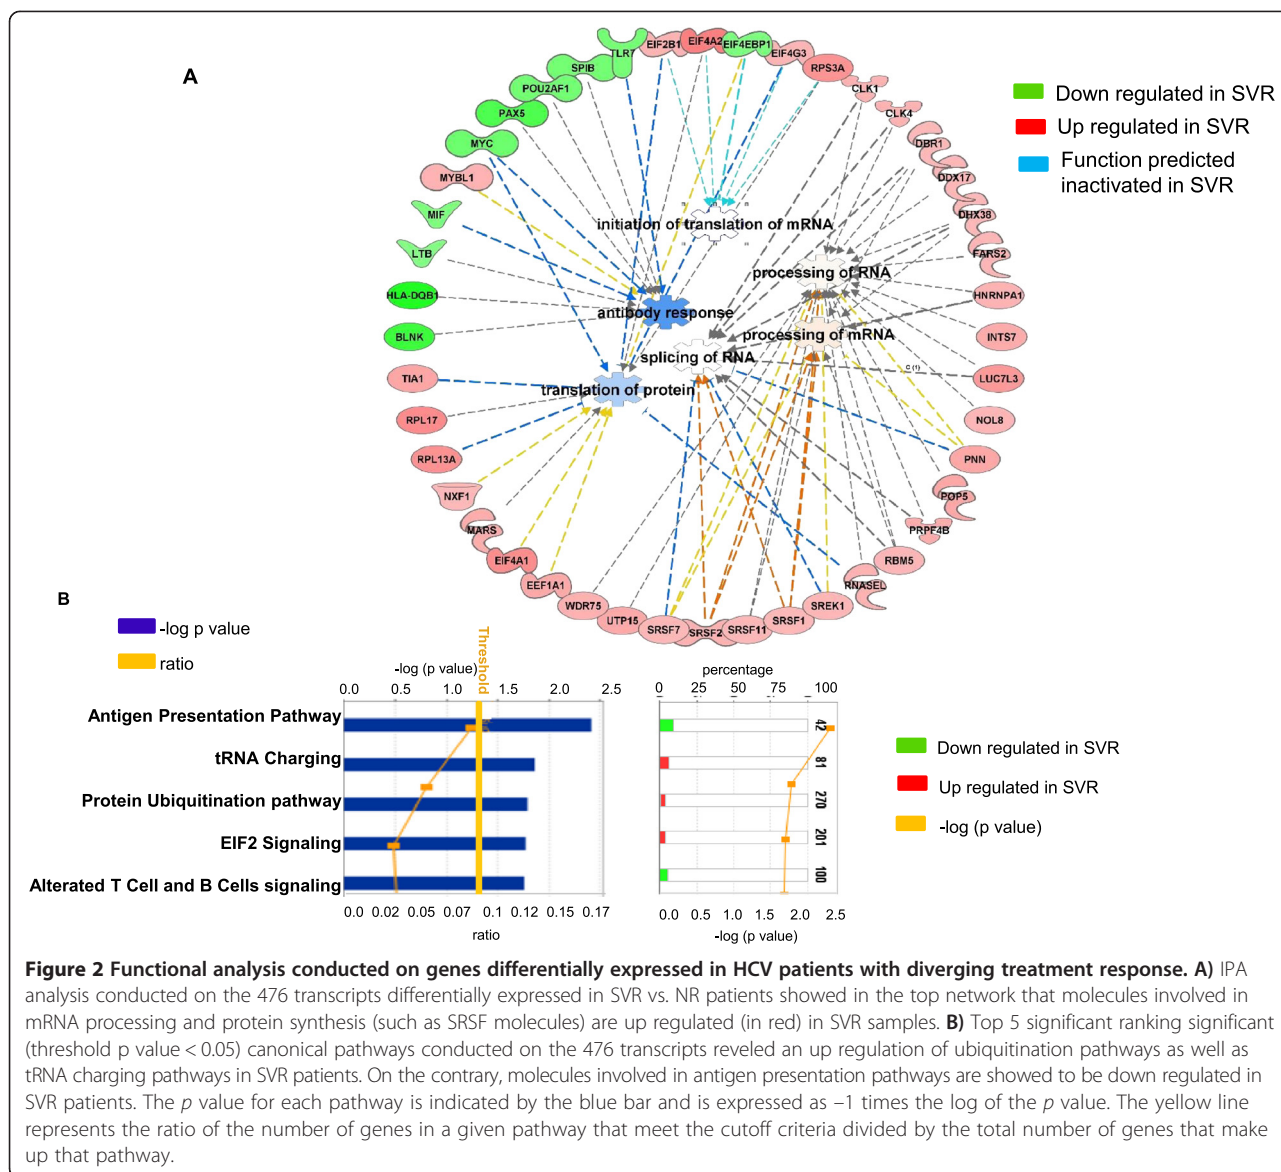 A
TLR7
EIF2B1
EIF4A2
EIF4EBP1
EIF4G3
RPS3A
CLK1
CLK4
DBR1
DDX17
DHX38
FARS2
HNRNPA1
INTS7
LUC7L3
NOL8
PNN
POP5
PRPF4B
RBM5
RNASEL
SREK1
SRSF1
SRSF11
SRSF2
SRSF7
UTP15
WDR75
EEF1A1
EIF4A1
MARS
NXF1
RPL13A
RPL17
TIA1
BLNK
HLA-DQB1
LTB
MIF
MYBL1
MYC
PAX5
POU2AF1
SPIB
initiation of translation of mRNA
processing of RNA
antibody response
processing of mRNA
splicing of RNA
translation of protein
C (1)
Down regulated in SVR
Up regulated in SVR
Function predicted
inactivated in SVR
B
-log p value
ratio
-log (p value)
Threshold
0.0 0.5 1.0 1.5 2.0 2.5
Antigen Presentation Pathway
tRNA Charging
Protein Ubiquitination pathway
EIF2 Signaling
Alterated T Cell and B Cells signaling
0.0 0.02 0.05 0.07 0.1 0.12 0.15 0.17
ratio
percentage
0 25 50 75 100
42
81
270
201
100
0.0 0.5 1.0 1.5 2.0 2.5
-log (p value)
Down regulated in SVR
Up regulated in SVR
-log (p value)
Figure 2 Functional analysis conducted on genes differentially expressed in HCV patients with diverging treatment response. A) IPA
analysis conducted on the 476 transcripts differentially expressed in SVR vs. NR patients showed in the top network that molecules involved in
mRNA processing and protein synthesis (such as SRSF molecules) are up regulated (in red) in SVR samples. B) Top 5 significant ranking significant
(threshold p value < 0.05) canonical pathways conducted on the 476 transcripts reveled an up regulation of ubiquitination pathways as well as
tRNA charging pathways in SVR patients. On the contrary, molecules involved in antigen presentation pathways are showed to be down regulated in
SVR patients. The p value for each pathway is indicated by the blue bar and is expressed as –1 times the log of the p value. The yellow line
represents the ratio of the number of genes in a given pathway that meet the cutoff criteria divided by the total number of genes that make
up that pathway.